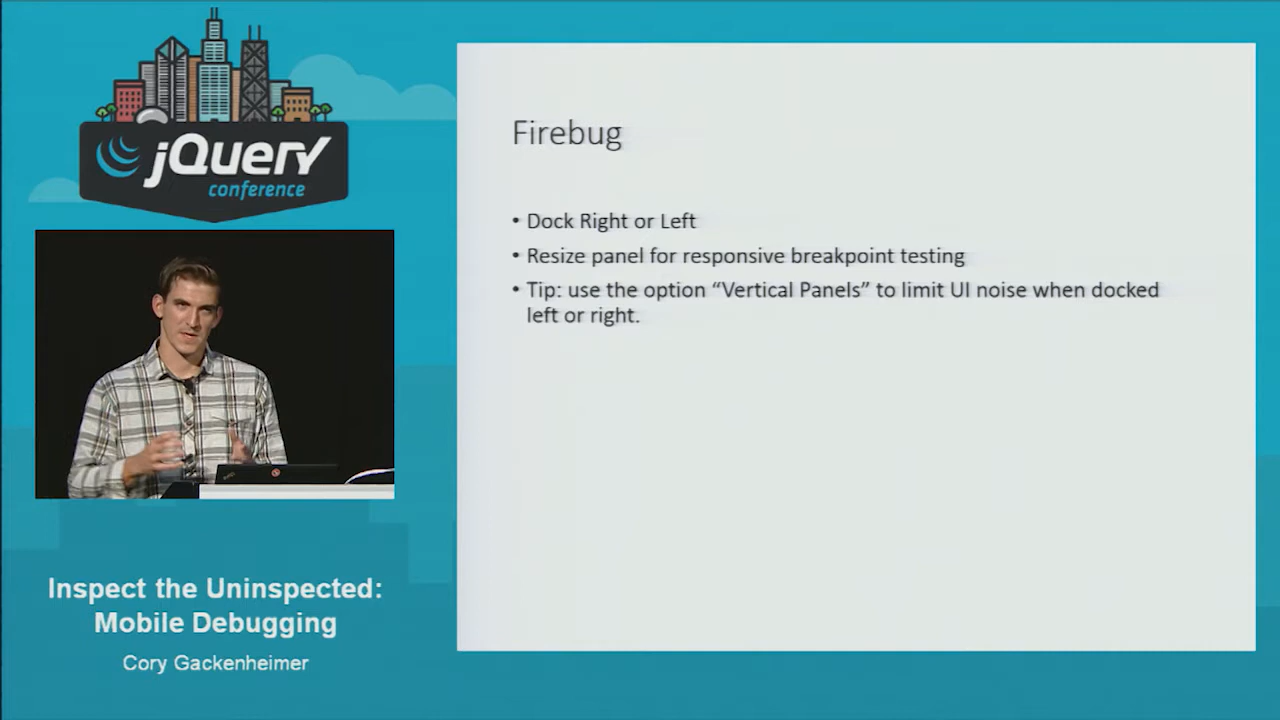 jQuery
conference
Inspect the Uninspected:
Mobile Debugging
Cory Gackenheimer
Firebug
• Dock Right or Left
• Resize panel for responsive breakpoint testing
• Tip: use the option “Vertical Panels” to limit UI noise when docked
left or right.